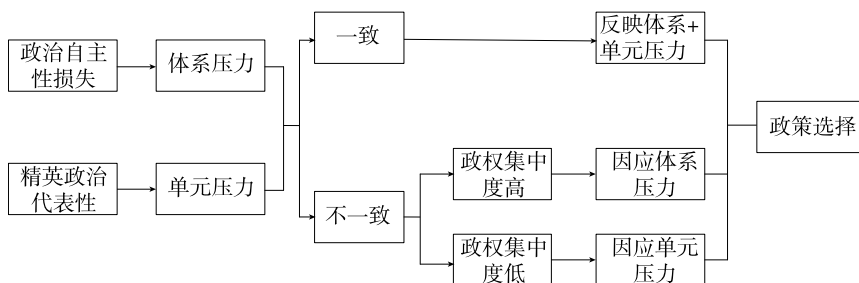 政治自主
性损失
体系压力
精英政治
代表性
单元压力
一致
不一致
反映体系+
单元压力
政权集中
度高
因应体系
压力
政权集中
度低
因应单元
压力
政策选择